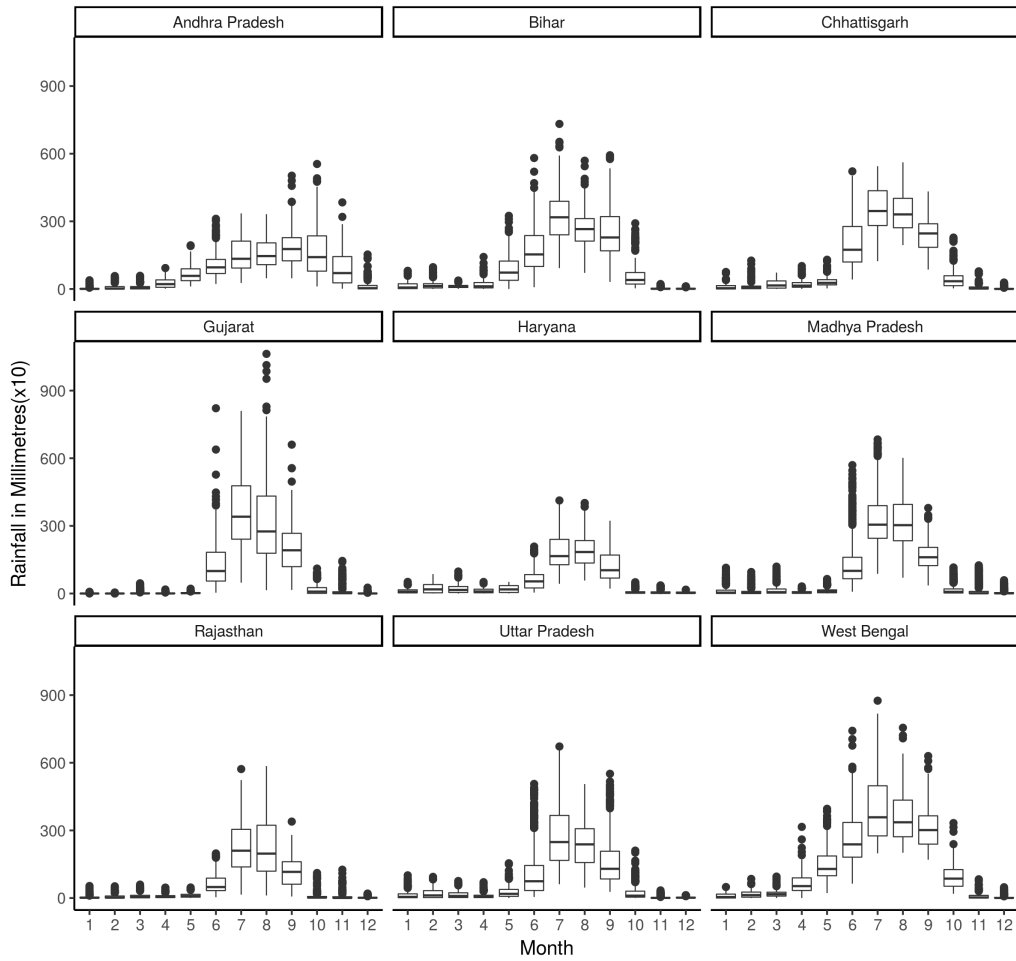 Andhra Pradesh Bihar Chhattisgarh
900
600
300
0
Gujarat Haryana Madhya Pradesh
900
600
300
0
Rajasthan Uttar Pradesh West Bengal
900
600
300
0
1 2 3 4 5 6 7 8 9 10 11 12 1 2 3 4 5 6 7 8 9 10 11 12 1 2 3 4 5 6 7 8 9 10 11 12
Month
Rainfall in Millimetres(x10)